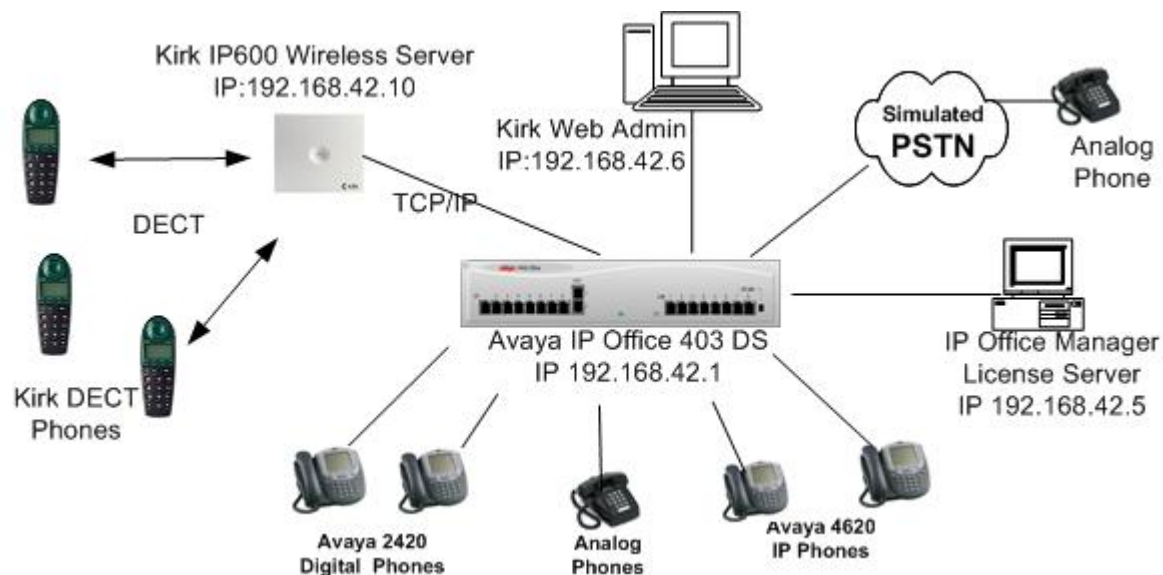 Kirk IP600 Wireless Server
IP:192.168.42.10
Kirk Web Admin
IP:192.168.42.6
Simulated
PSTN
Analog
Phone
DECT
TCP/IP
Kirk DECT
Phones
Avaya IP Office 403 DS
IP 192.168.42.1
IP Office Manager
License Server
IP 192.168.42.5
Avaya 2420
Digital Phones
Analog
Phones
Avaya 4620
IP Phones